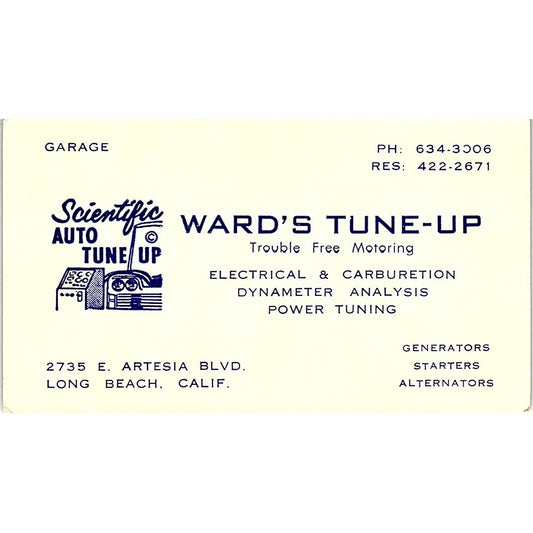 GARAGE
PH: 634-3006
RES: 422-2671
Scientific
AUTO ©
TUNE UP
WARD'S TUNE-UP
Trouble Free Motoring
ELECTRICAL & CARBURETION
DYNAMETER ANALYSIS
POWER TUNING
2735 E. ARTESIA BLVD.
LONG BEACH, CALIF.
GENERATORS
STARTERS
ALTERNATORS